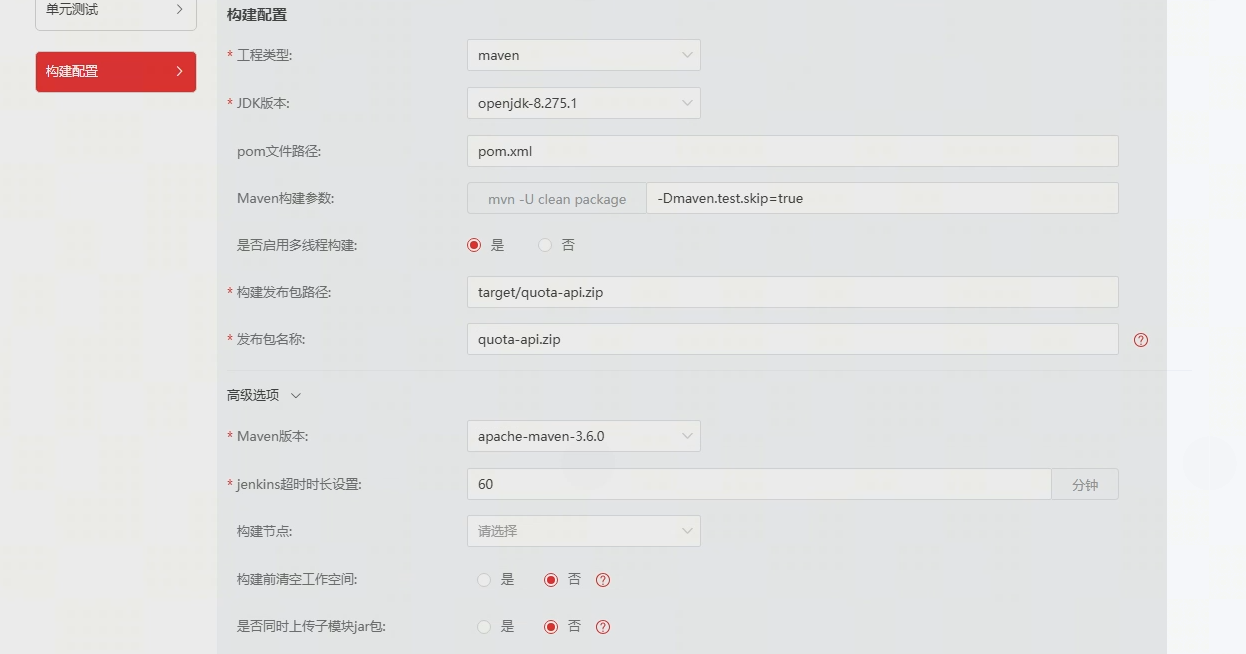 单元测试
构建配置
构建配置
* 工程类型: maven
* JDK版本: openjdk-8.275.1
pom文件路径: pom.xml
Maven构建参数: mvn -U clean package -Dmaven.test.skip=true
是否启用多线程构建: 是 否
* 构建发布包路径: target/quota-api.zip
* 发布包名称: quota-api.zip
高级选项
* Maven版本: apache-maven-3.6.0
* jenkins超时时长设置: 60 分钟
构建节点: 请选择
构建前清空工作空间: 是 否
是否同时上传子模块jar包: 是 否